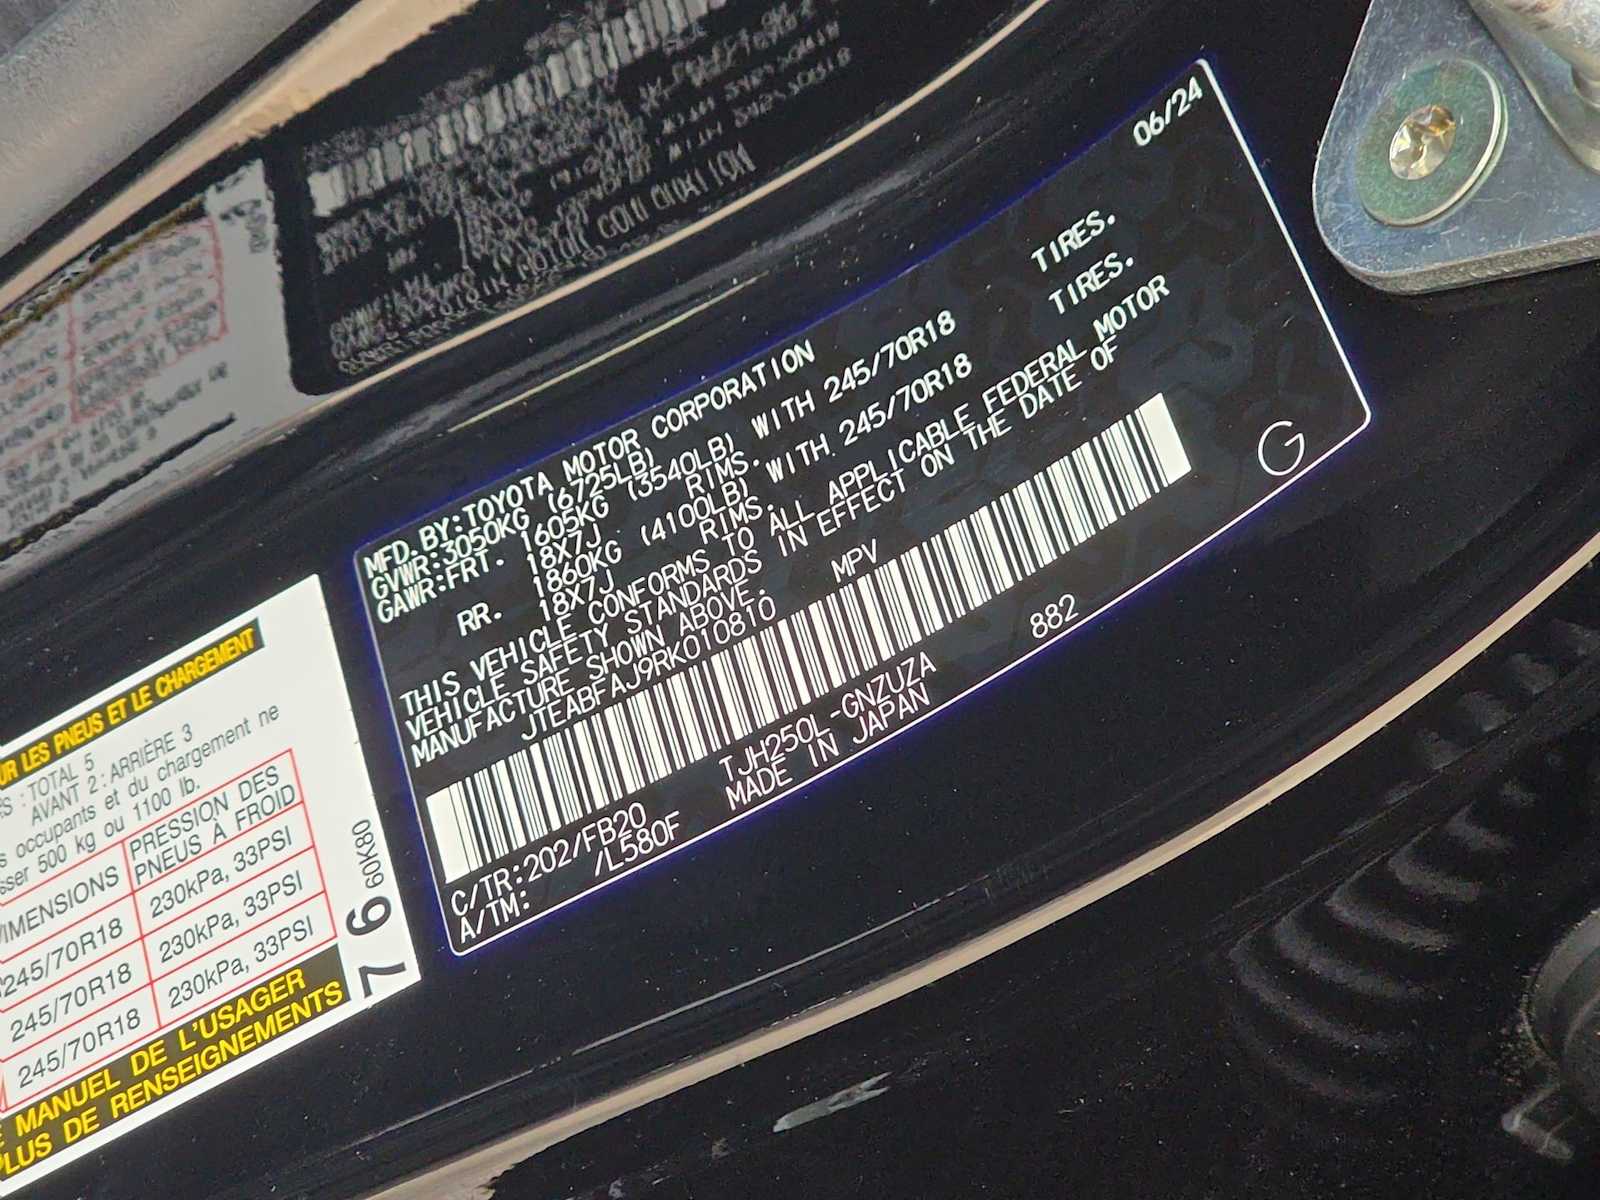 06/24
MFD. BY: TOYOTA MOTOR CORPORATION
GVWR: 3050KG (6725LB)
GAWR: FRT. 1605KG (3540LB) WITH 245/70R18 TIRES.
18X7J RIMS.
RR. 1860KG (4100LB) WITH. 245/70R18 TIRES.
18X7J RIMS.
THIS VEHICLE CONFORMS TO ALL APPLICABLE FEDERAL MOTOR
VEHICLE SAFETY STANDARDS IN EFFECT ON THE DATE OF
MANUFACTURE SHOWN ABOVE.
JTEABFAJ9RK010810 MPV
C/TR: 202/FB20 TJH250L-GNZUZA 882
A/TM: /L580F MADE IN JAPAN
G
LES PNEUS ET LE CHARGEMENT
: TOTAL 5
AVANT 2: ARRIÈRE 3
occupants et du chargement ne
500 kg ou 1100 lb.
PRESSION DES
PNEUS À FROID
245/70R18 230kPa, 33PSI
245/70R18 230kPa, 33PSI
245/70R18 230kPa, 33PSI
MANUEL DE L'USAGER
PLUS DE RENSEIGNEMENTS
76 60K80